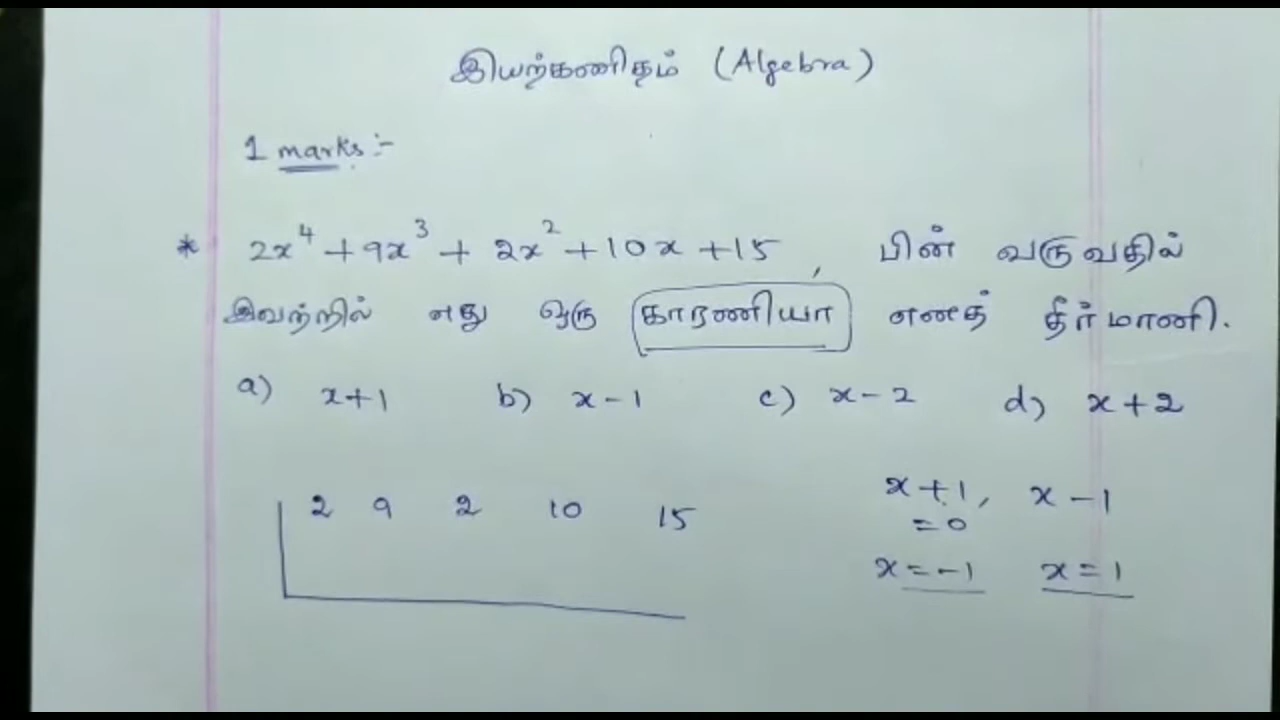 இயற்கணிதம் (Algebra)
1 marks :-
* 2x⁴ + 9x³ + 2x² + 10x + 15 , பின் வருவதில்
இவற்றில் எது ஒரு காரணியா எனத் தீர்மானி.
a) x+1 b) x-1 c) x-2 d) x+2
2 9 2 10 15
x+1, x-1
=0
x=-1 x=1